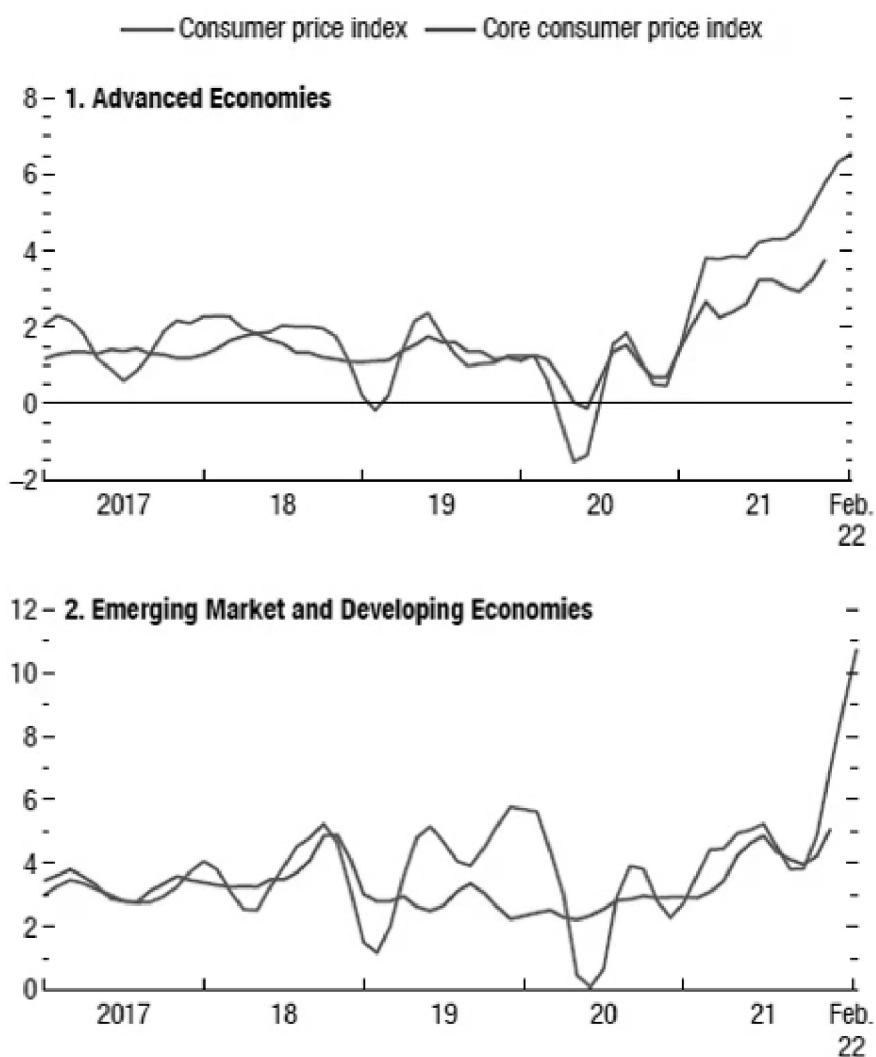 Consumer price index Core consumer price index
8 1. Advanced Economies
6
4
2
0
–2
2017 18 19 20 21 Feb.
22
12 2. Emerging Market and Developing Economies
10
8
6
4
2
0
2017 18 19 20 21 Feb.
22